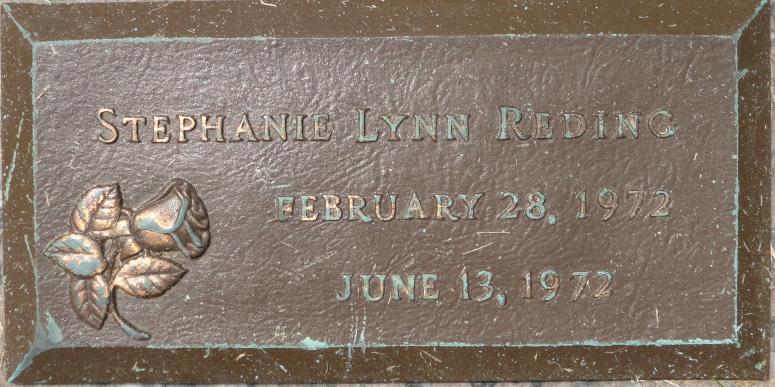 STEPHANIE LYNN REDING
FEBRUARY 28, 1972
JUNE 13, 1972